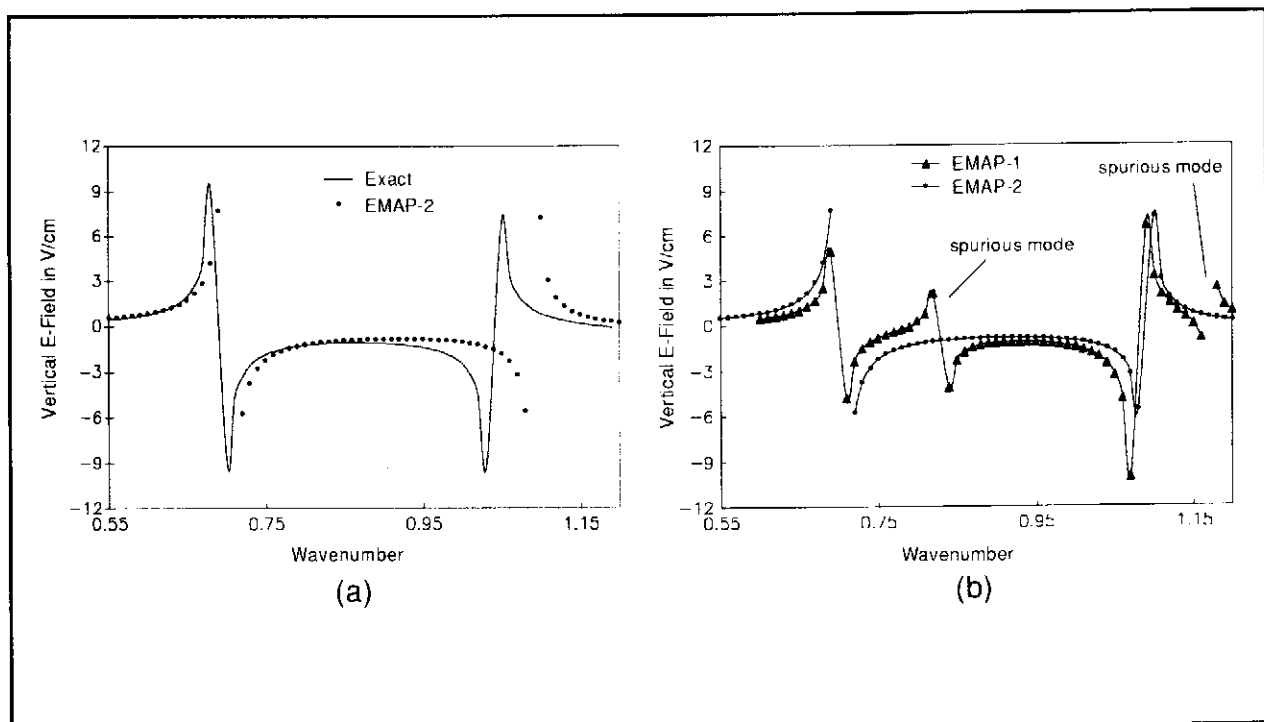 12
9
6
3
0
−3
−6
−9
−12
Vertical E-Field in V/cm
Exact
EMAP-2
0.55
0.75
0.95
1.15
Wavenumber
(a)
12
9
6
3
0
−3
−6
−9
−12
Vertical E-Field in V/cm
EMAP-1
EMAP-2
spurious mode
spurious mode
0.55
0.75
0.95
1.15
Wavenumber
(b)